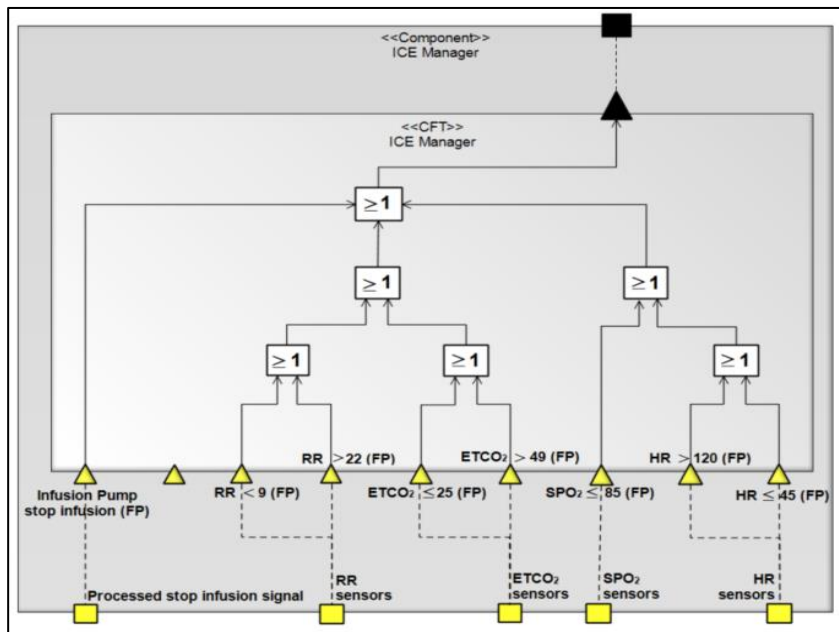 <<Component>>
ICE Manager
<<CFT>>
ICE Manager
≥1
≥1
≥1
≥1
≥1
≥1
RR >22 (FP)
ETCO₂ > 49 (FP)
HR >120 (FP)
Infusion Pump
stop infusion (FP)
RR < 9 (FP)
ETCO₂ ≤25 (FP)
SPO₂ ≤ 85 (FP)
HR ≤ 45 (FP)
Processed stop infusion signal
RR
sensors
ETCO₂
sensors
SPO₂
sensors
HR
sensors